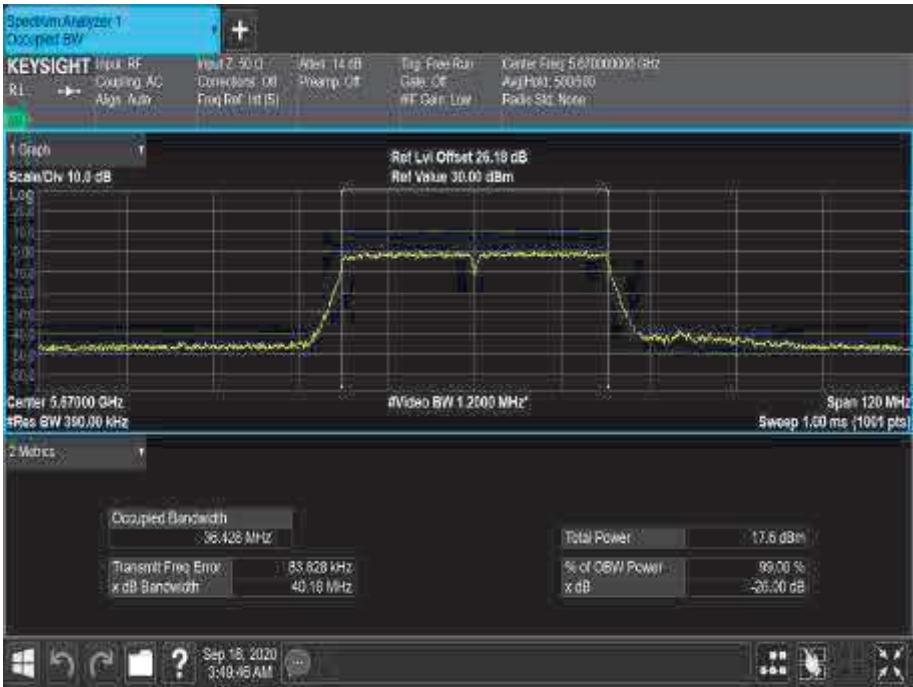 Spectrum Analyzer 1
Occupied BW
+
KEYSIGHT
Input: RF
Coupling: AC
Align: Auto
Input Z: 50 Ω
Corrections: Off
Freq Ref: Int (S)
Atten: 14 dB
Preamp: Off
Trig: Free Run
Gate: Off
#IF Gain: Low
Center Freq: 5.670000000 GHz
Avg|Hold: 500/500
Radio Std: None
1 Graph
Scale/Div 10.0 dB
Ref Lvl Offset 26.18 dB
Ref Value 30.00 dBm
Log
Center 5.67000 GHz
#Res BW 390.00 kHz
#Video BW 1.2000 MHz*
Span 120 MHz
Sweep 1.00 ms (1001 pts)
2 Metrics
Occupied Bandwidth
36.426 MHz
Transmit Freq Error
x dB Bandwidth
40.16 MHz
Total Power
17.6 dBm
% of OBW Power
99.00 %
x dB
-26.00 dB
?
Sep 18, 2020
3:49:46 AM